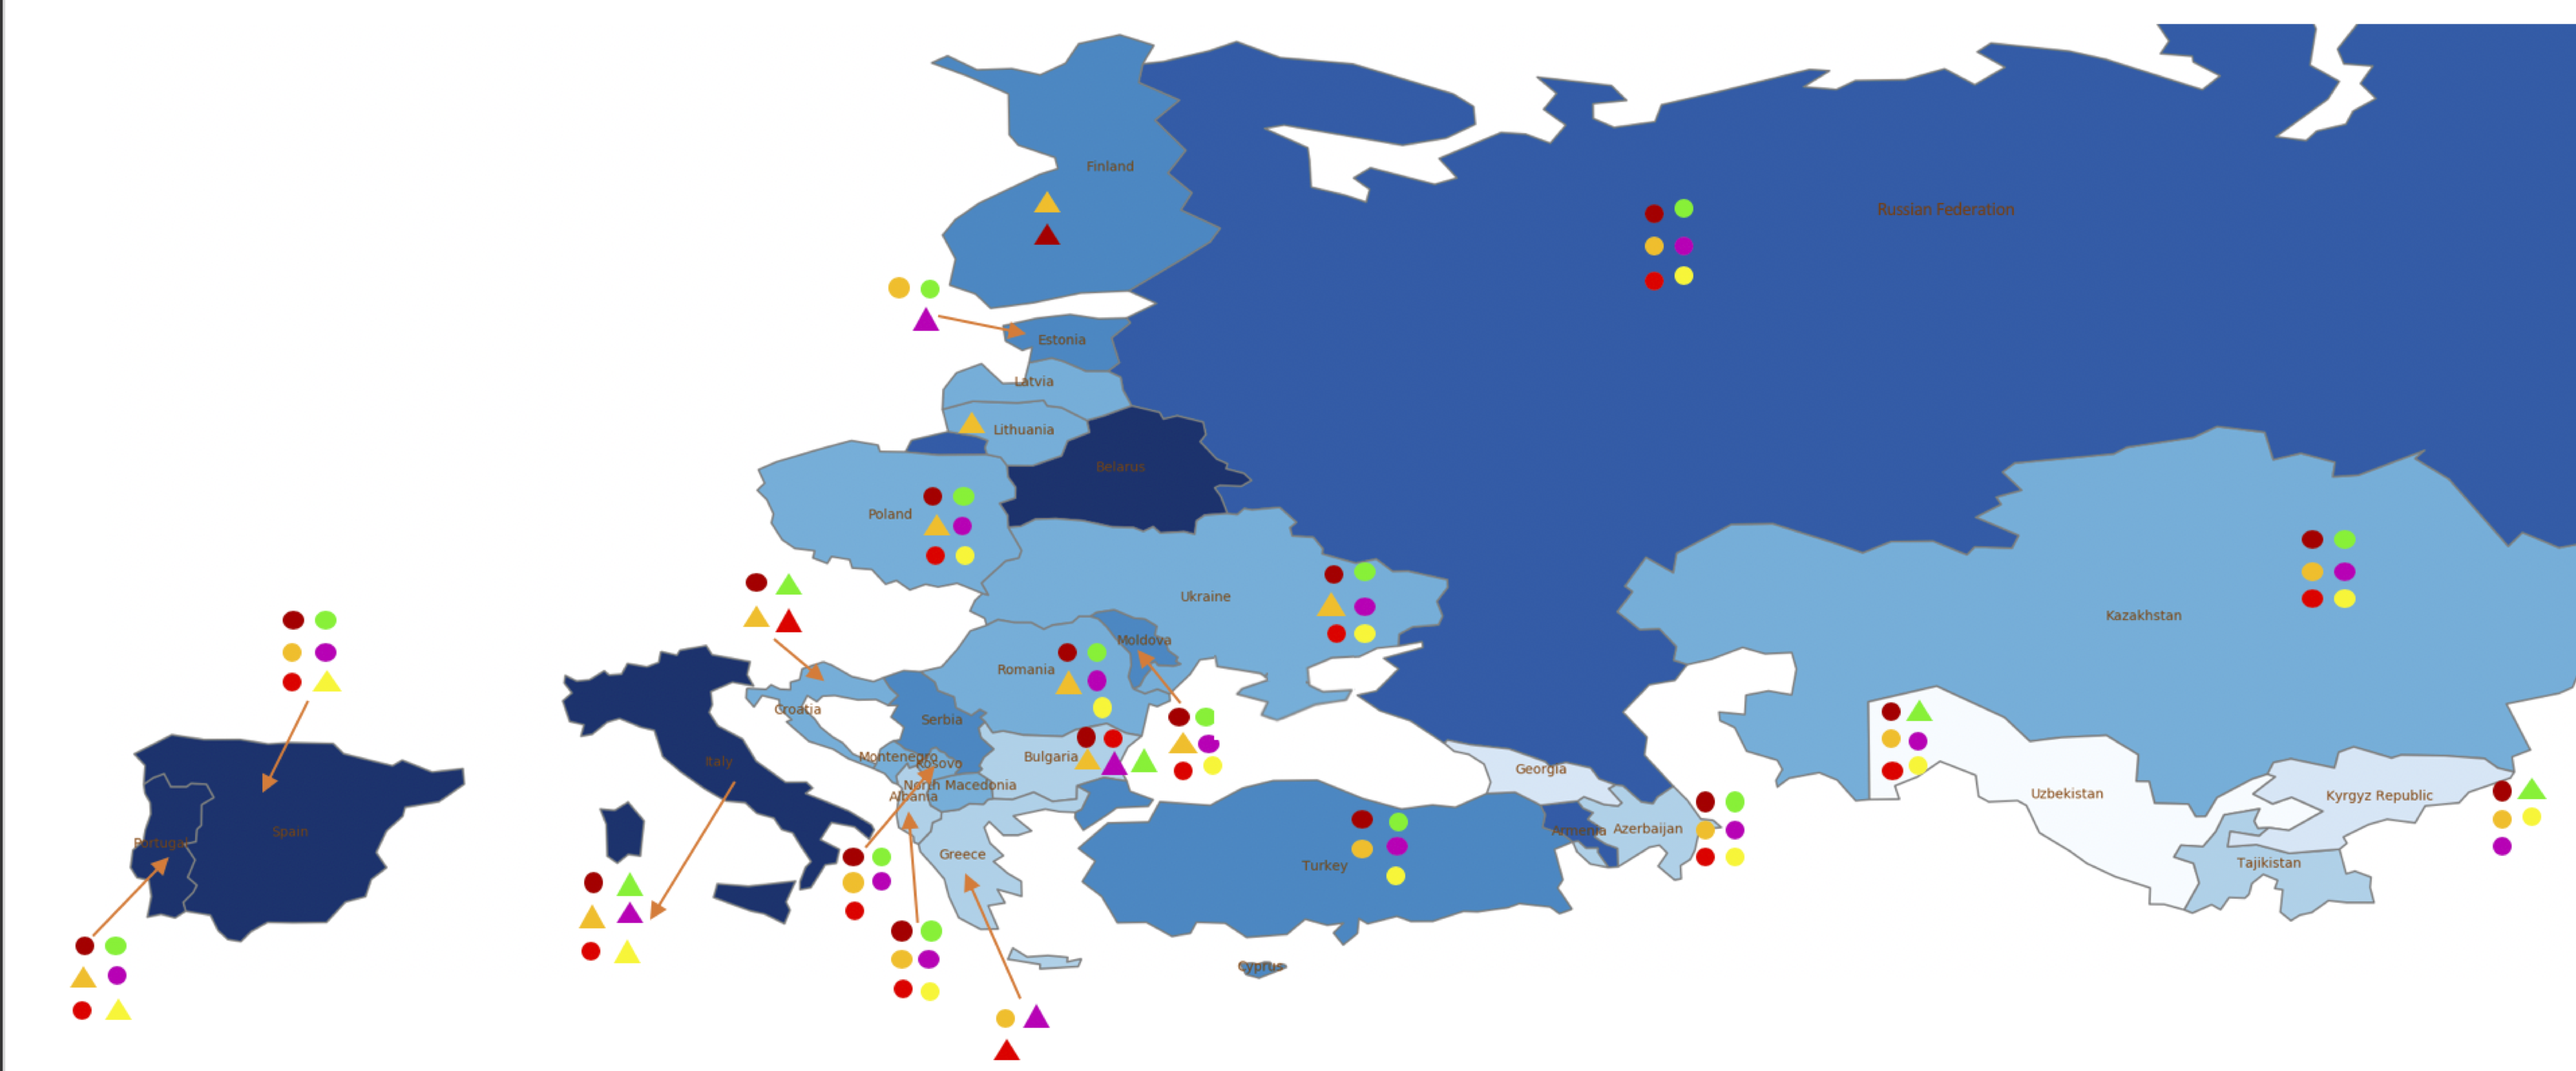 Finland
Russian Federation
Estonia
Latvia
Lithuania
Belarus
Poland
Ukraine
Kazakhstan
Moldova
Romania
Croatia
Serbia
Montenegro
Kosovo
Bulgaria
Italy
Georgia
North Macedonia
Albania
Uzbekistan
Kyrgyz Republic
Spain
Portugal
Armenia
Azerbaijan
Greece
Turkey
Tajikistan
Cyprus